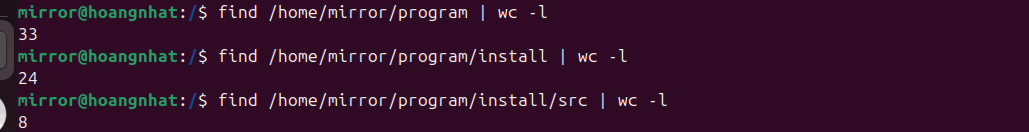 mirror@hoangnhat:/$ find /home/mirror/program | wc -l
33
mirror@hoangnhat:/$ find /home/mirror/program/install | wc -l
24
mirror@hoangnhat:/$ find /home/mirror/program/install/src | wc -l
8